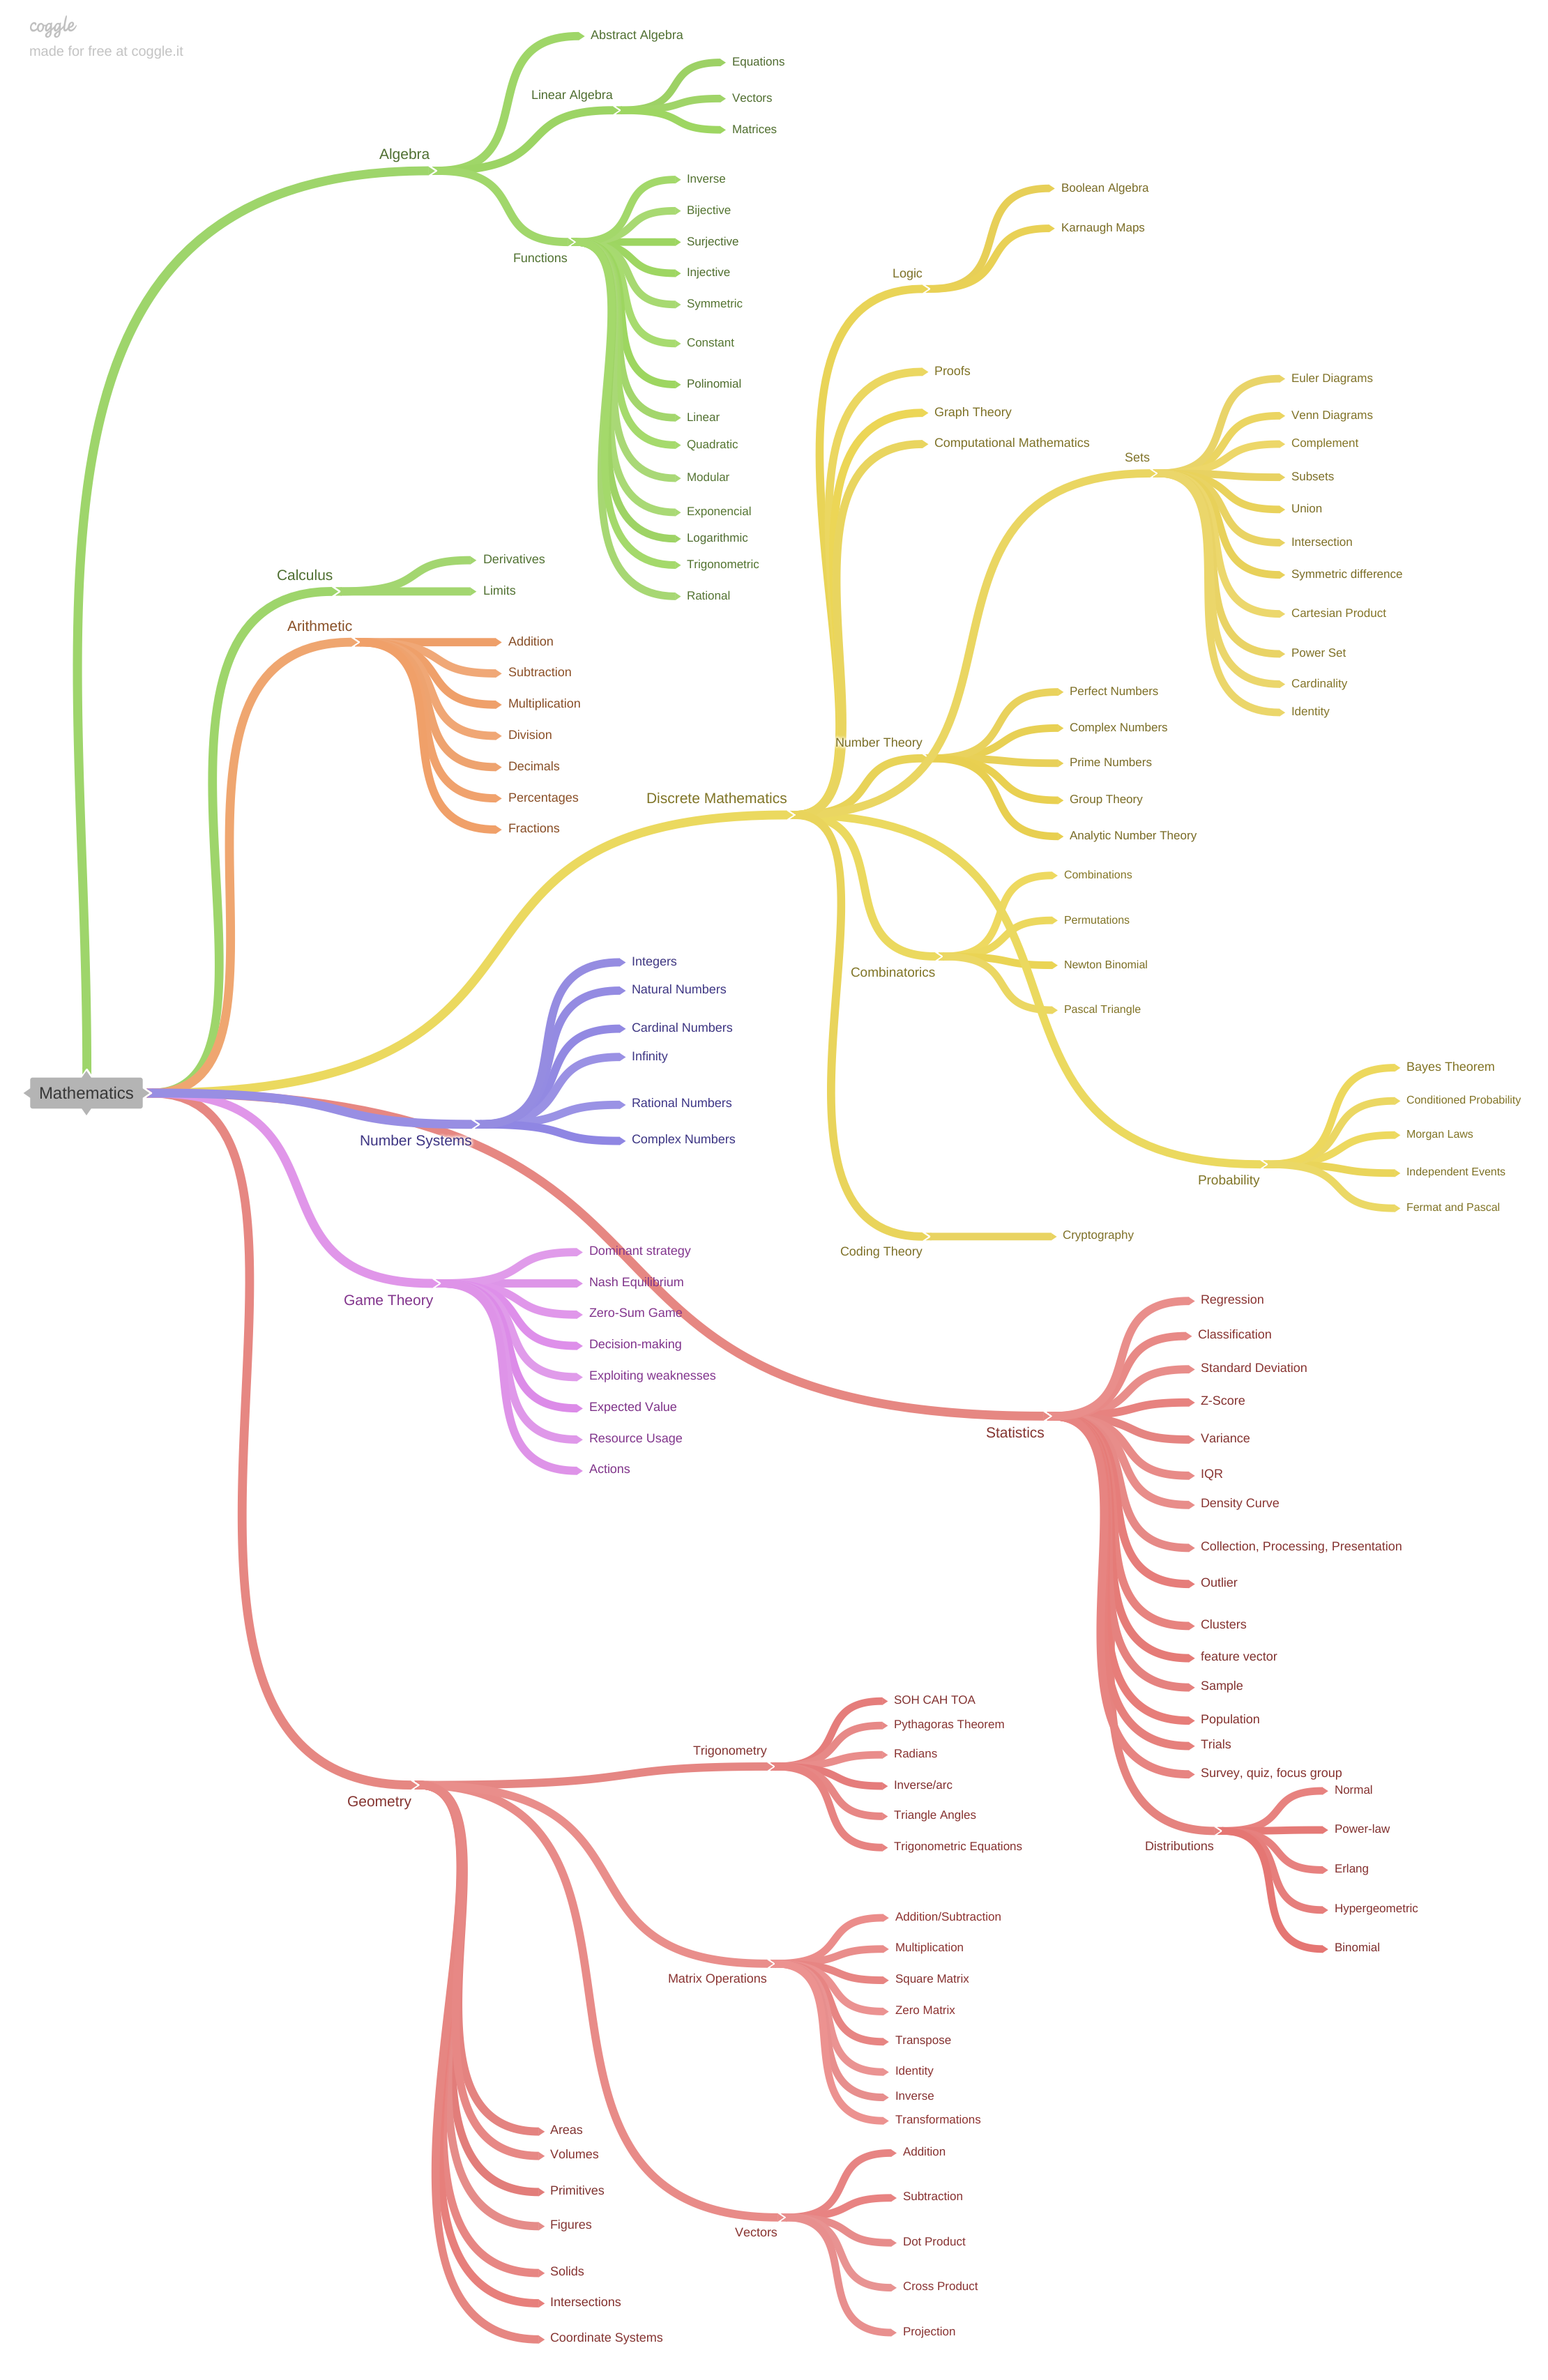 coggle
made for free at coggle.it
Mathematics
Algebra
Abstract Algebra
Linear Algebra
Equations
Vectors
Matrices
Functions
Inverse
Bijective
Surjective
Injective
Symmetric
Constant
Polinomial
Linear
Quadratic
Modular
Exponencial
Logarithmic
Trigonometric
Rational
Calculus
Derivatives
Limits
Arithmetic
Addition
Subtraction
Multiplication
Division
Decimals
Percentages
Fractions
Discrete Mathematics
Logic
Boolean Algebra
Karnaugh Maps
Proofs
Graph Theory
Computational Mathematics
Sets
Euler Diagrams
Venn Diagrams
Complement
Subsets
Union
Intersection
Symmetric difference
Cartesian Product
Power Set
Cardinality
Identity
Number Theory
Perfect Numbers
Complex Numbers
Prime Numbers
Group Theory
Analytic Number Theory
Combinatorics
Combinations
Permutations
Newton Binomial
Pascal Triangle
Probability
Bayes Theorem
Conditioned Probability
Morgan Laws
Independent Events
Fermat and Pascal
Coding Theory
Cryptography
Number Systems
Integers
Natural Numbers
Cardinal Numbers
Infinity
Rational Numbers
Complex Numbers
Game Theory
Dominant strategy
Nash Equilibrium
Zero-Sum Game
Decision-making
Exploiting weaknesses
Expected Value
Resource Usage
Actions
Statistics
Regression
Classification
Standard Deviation
Z-Score
Variance
IQR
Density Curve
Collection, Processing, Presentation
Outlier
Clusters
feature vector
Sample
Population
Trials
Survey, quiz, focus group
Distributions
Normal
Power-law
Erlang
Hypergeometric
Binomial
Geometry
Trigonometry
SOH CAH TOA
Pythagoras Theorem
Radians
Inverse/arc
Triangle Angles
Trigonometric Equations
Matrix Operations
Addition/Subtraction
Multiplication
Square Matrix
Zero Matrix
Transpose
Identity
Inverse
Transformations
Vectors
Addition
Subtraction
Dot Product
Cross Product
Projection
Areas
Volumes
Primitives
Figures
Solids
Intersections
Coordinate Systems